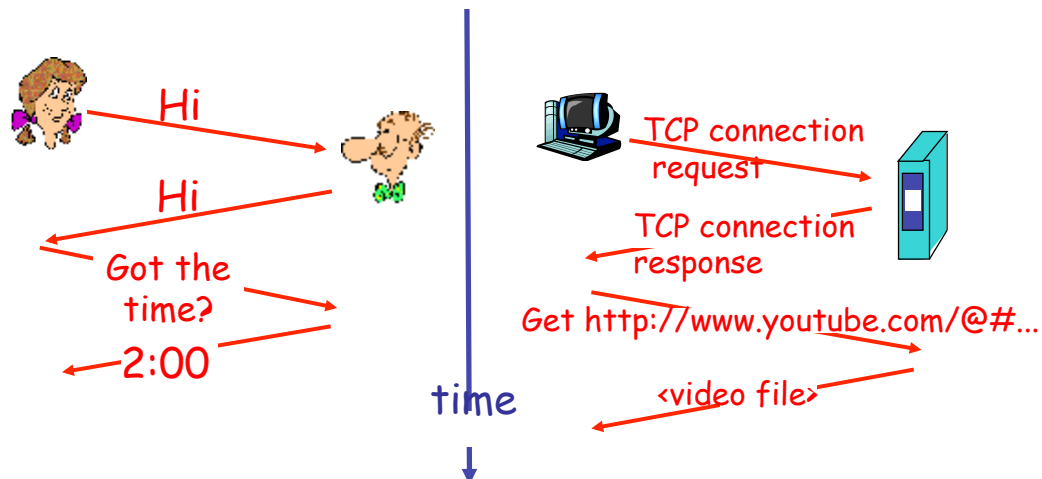 Hi
Hi
Got the
time?
2:00
time
TCP connection
request
TCP connection
response
Get http://www.youtube.com/@#...
<video file>